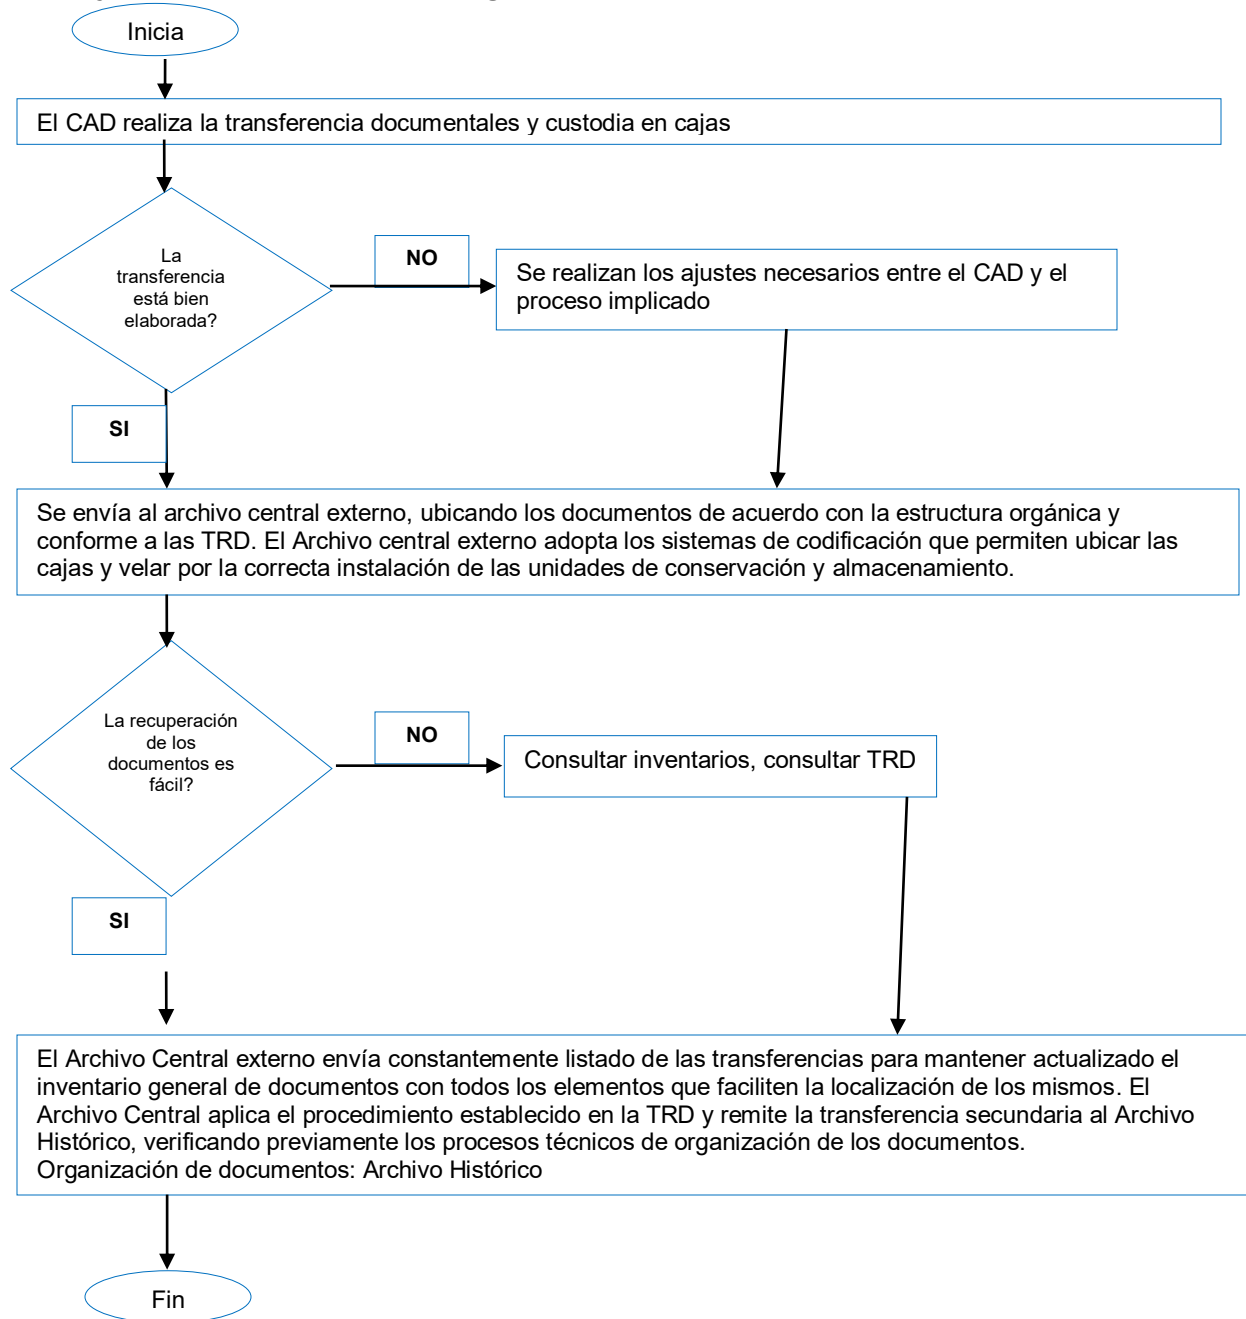 Inicia
El CAD realiza la transferencia documentales y custodia en cajas
La
transferencia
está bien
elaborada?
NO
Se realizan los ajustes necesarios entre el CAD y el
proceso implicado
SI
Se envía al archivo central externo, ubicando los documentos de acuerdo con la estructura orgánica y
conforme a las TRD. El Archivo central externo adopta los sistemas de codificación que permiten ubicar las
cajas y velar por la correcta instalación de las unidades de conservación y almacenamiento.
La recuperación
de los
documentos es
fácil?
NO
Consultar inventarios, consultar TRD
SI
El Archivo Central externo envía constantemente listado de las transferencias para mantener actualizado el
inventario general de documentos con todos los elementos que faciliten la localización de los mismos. El
Archivo Central aplica el procedimiento establecido en la TRD y remite la transferencia secundaria al Archivo
Histórico, verificando previamente los procesos técnicos de organización de los documentos.
Organización de documentos: Archivo Histórico
Fin